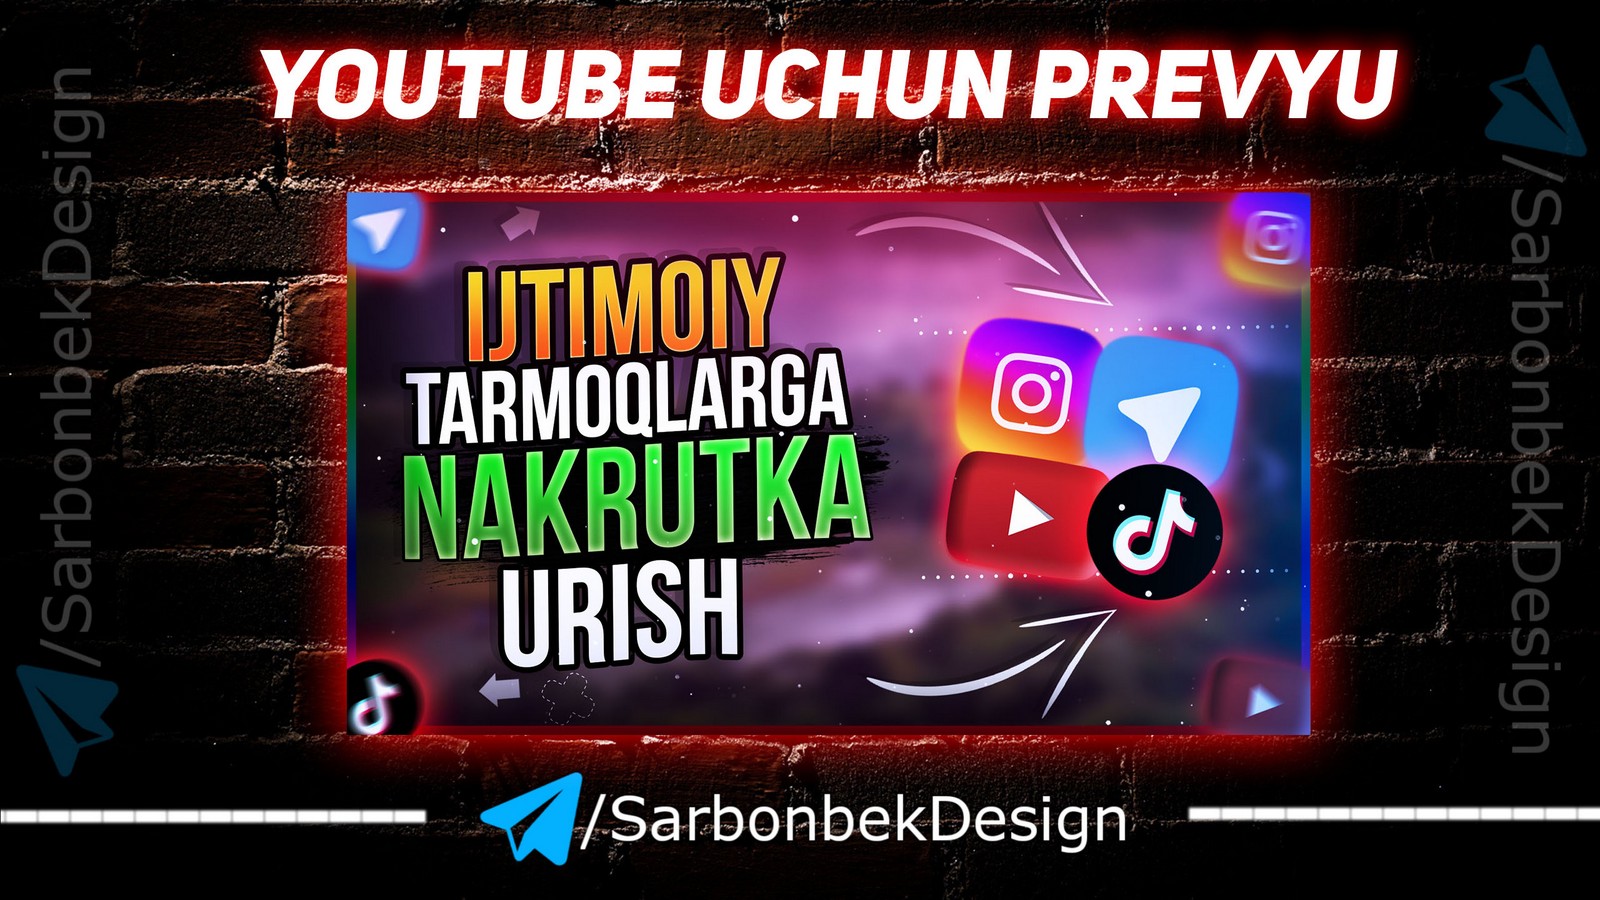 YOUTUBE UCHUN PREVYU
IJTIMOIY
TARMOQLARGA
NAKRUTKA
URISH
/SarbonbekDesign
/SarbonbekDesign
/SarbonbekDesign